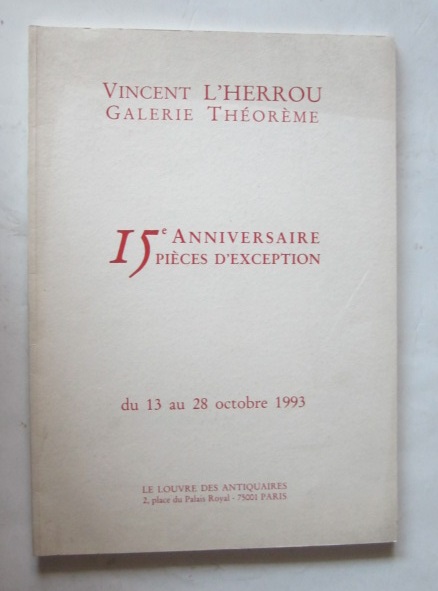 VINCENT L'HERROU
GALERIE THÉORÈME
15e ANNIVERSAIRE
PIÈCES D'EXCEPTION
du 13 au 28 octobre 1993
LE LOUVRE DES ANTIQUAIRES
2, place du Palais Royal - 75001 PARIS